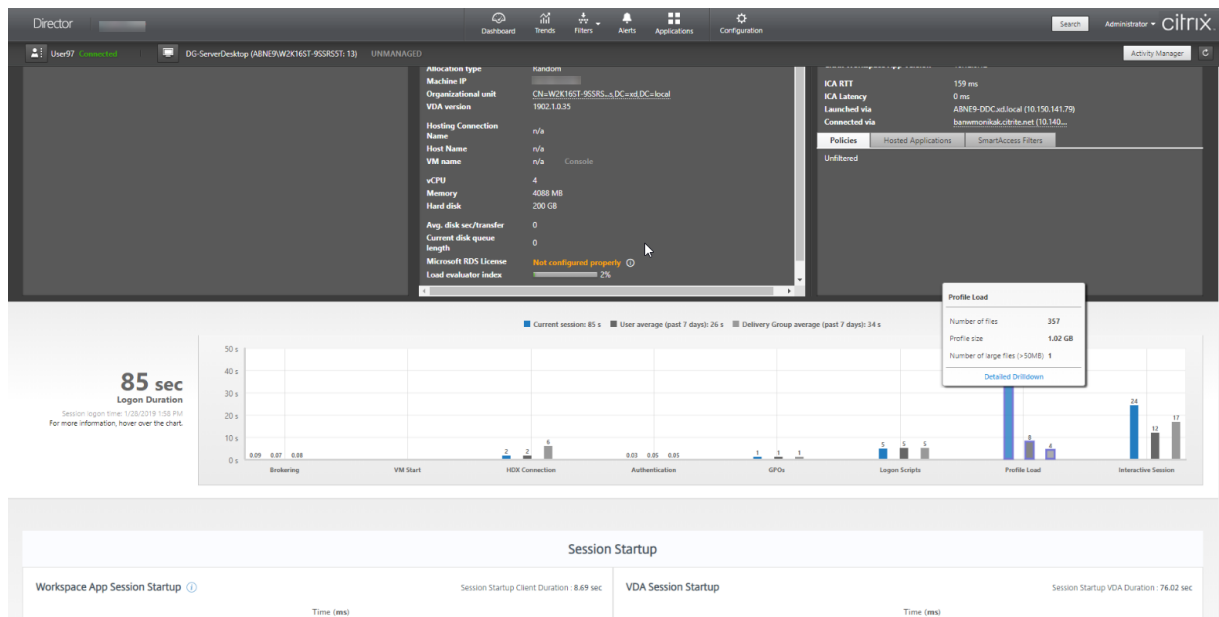 Director
Dashboard
Trends
Filters
Alerts
Applications
Configuration
Search
Administrator
citrix
User97 Connected
DG-ServerDesktop (ABNE9\W2K16ST-9SSRS5T: 13) UNMANAGED
Activity Manager
Allocation type Random
Machine IP
Organizational unit CN=W2K16ST-9SSRS...s,DC=xd,DC=local
VDA version 1902.1.0.35
Hosting Connection
Name n/a
Host Name n/a
VM name n/a Console
vCPU 4
Memory 4088 MB
Hard disk 200 GB
Avg. disk sec/transfer 0
Current disk queue
length 0
Microsoft RDS License Not configured properly
Load evaluator index 2%
ICA RTT 159 ms
ICA Latency 0 ms
Launched via ABNE9-DDC.xd.local (10.150.141.79)
Connected via banwmonikak.citrite.net (10.140....
Policies
Hosted Applications
SmartAccess Filters
Unfiltered
Profile Load
Number of files 357
Profile size 1.02 GB
Number of large files (>50MB) 1
Detailed Drilldown
Current session: 85 s User average (past 7 days): 26 s Delivery Group average (past 7 days): 34 s
85 sec
Logon Duration
Session logon time: 1/28/2019 1:58 PM
For more information, hover over the chart.
50 s
40 s
30 s
20 s
10 s
0 s
0.09 0.07 0.08
2 2 6
0.03 0.05 0.05
1 1 1
5 5 5
8 4
24 12 17
Brokering
VM Start
HDX Connection
Authentication
GPOs
Logon Scripts
Profile Load
Interactive Session
Session Startup
Workspace App Session Startup
Session Startup Client Duration : 8.69 sec
VDA Session Startup
Session Startup VDA Duration : 76.02 sec
Time (ms)
Time (ms)